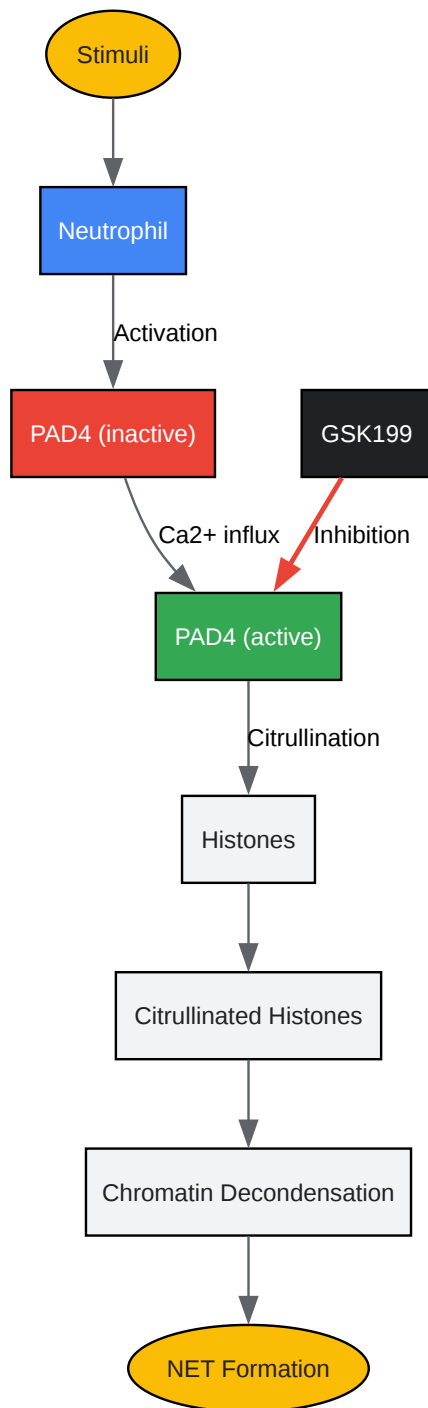 Stimuli
Neutrophil
Activation
PAD4 (inactive)
GSK199
Ca2+ influx
Inhibition
PAD4 (active)
Citrullination
Histones
Citrullinated Histones
Chromatin Decondensation
NET Formation